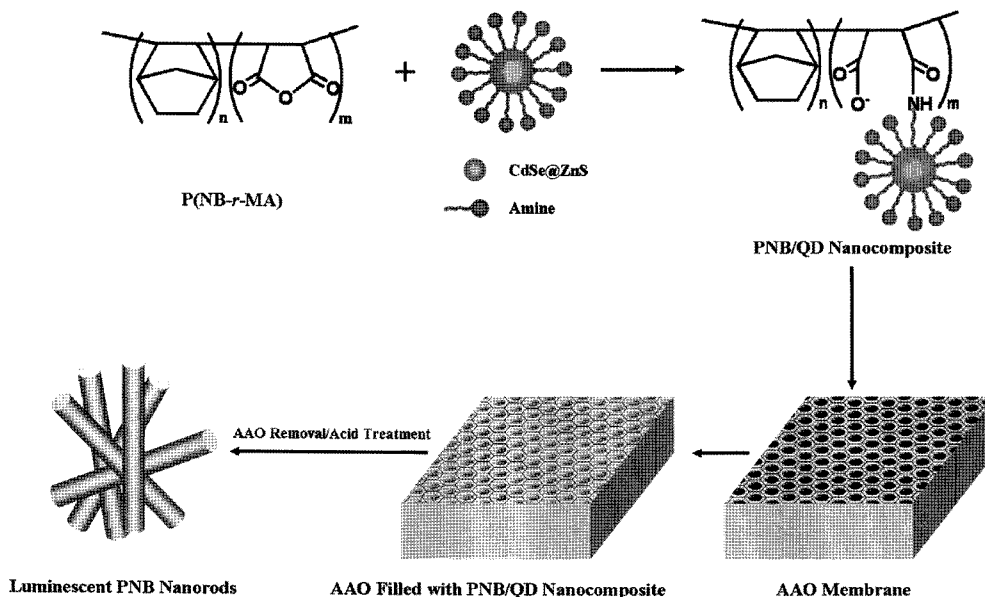 O
O
O
n
m
+
P(NB-r-MA)
CdSe@ZnS
Amine
O
O
O-
NH
n
m
PNB/QD Nanocomposite
AAO Removal/Acid Treatment
Luminescent PNB Nanorods
AAO Filled with PNB/QD Nanocomposite
AAO Membrane